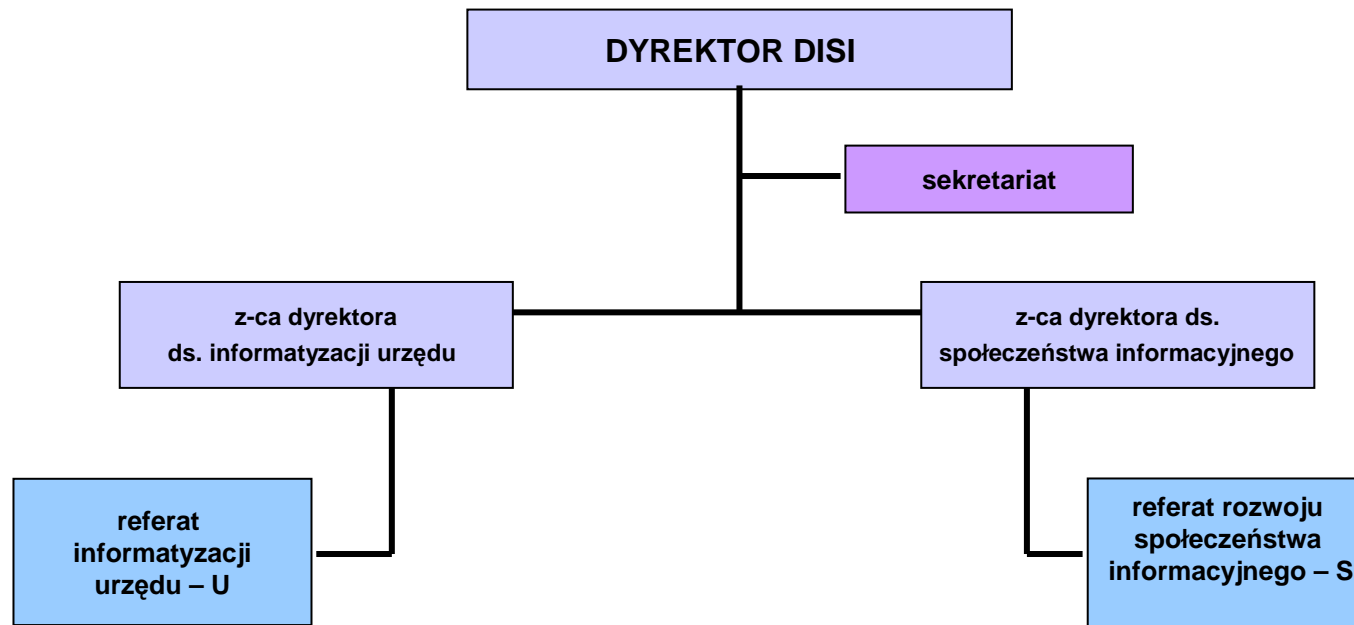 DYREKTOR DISI
sekretariat
z-ca dyrektora
ds. informatyzacji urzędu
z-ca dyrektora ds.
społeczeństwa informacyjnego
referat
informatyzacji
urzędu – U
referat rozwoju
społeczeństwa
informacyjnego – S